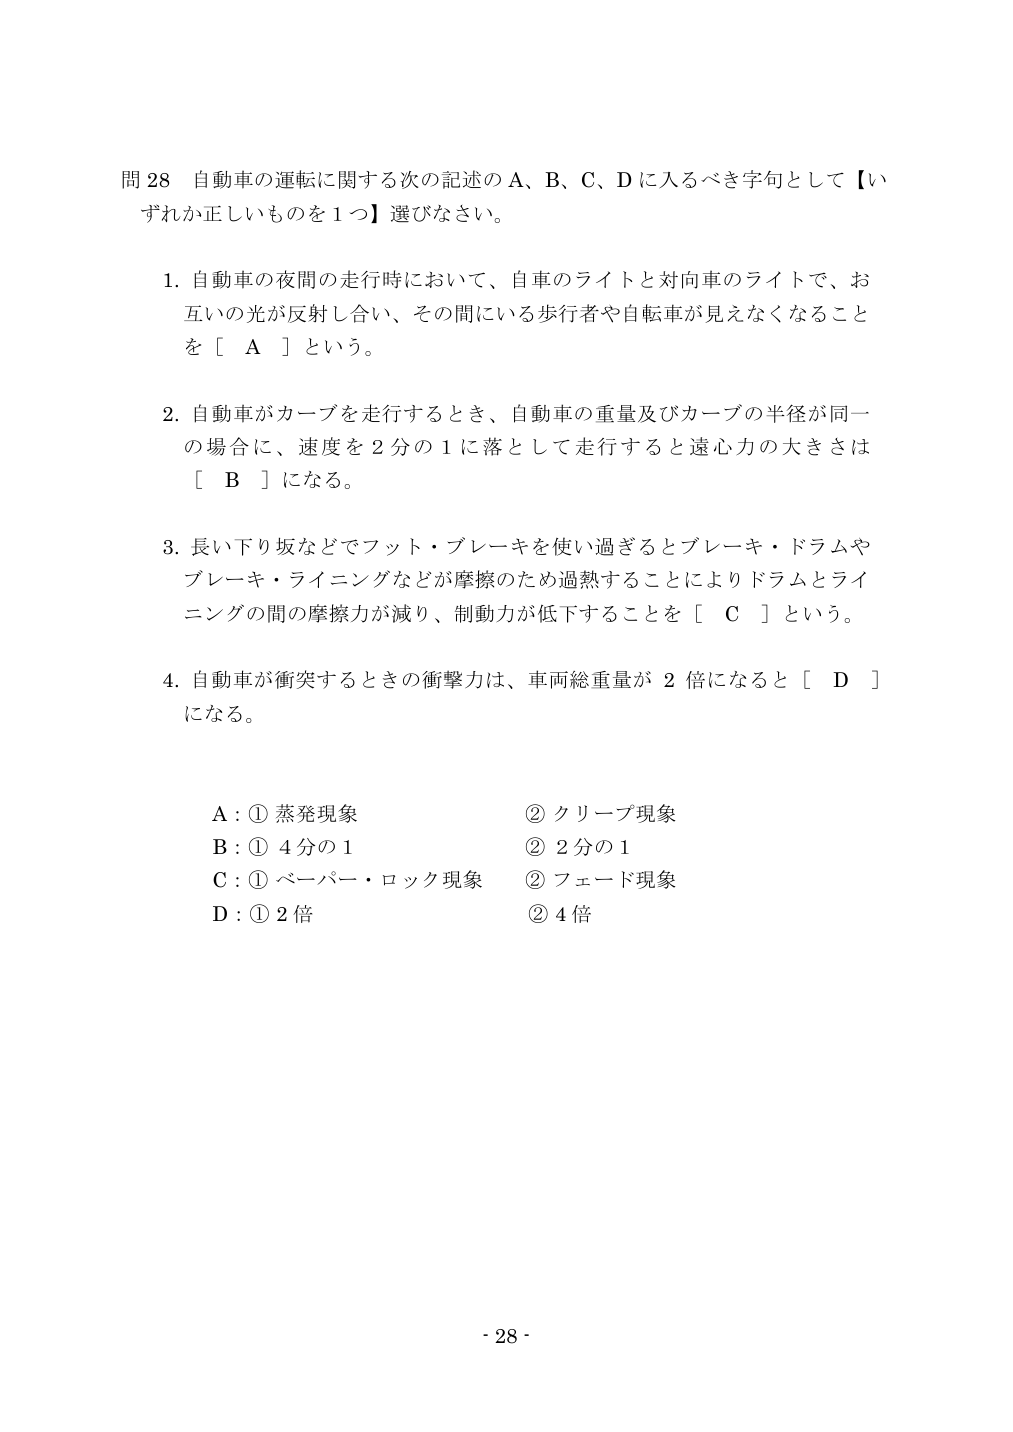 問 28　自動車の運転に関する次の記述の A、B、C、D に入るべき字句として【い
ずれか正しいものを１つ】選びなさい。
1. 自動車の夜間の走行時において、自車のライトと対向車のライトで、お
互いの光が反射し合い、その間にいる歩行者や自転車が見えなくなること
を［　A　］という。
2. 自動車がカーブを走行するとき、自動車の重量及びカーブの半径が同一
の場合に、速度を 2 分の 1 に落として走行すると遠心力の大きさは
［　B　］になる。
3. 長い下り坂などでフット・ブレーキを使い過ぎるとブレーキ・ドラムや
ブレーキ・ライニングなどが摩擦のため過熱することによりドラムとライ
ニングの間の摩擦力が減り、制動力が低下することを［　C　］という。
4. 自動車が衝突するときの衝撃力は、車両総重量が 2 倍になると［　D　］
になる。
A：① 蒸発現象　② クリープ現象
B：① 4 分の 1　② 2 分の 1
C：① ベーパー・ロック現象　② フェード現象
D：① 2 倍　② 4 倍
- 28 -